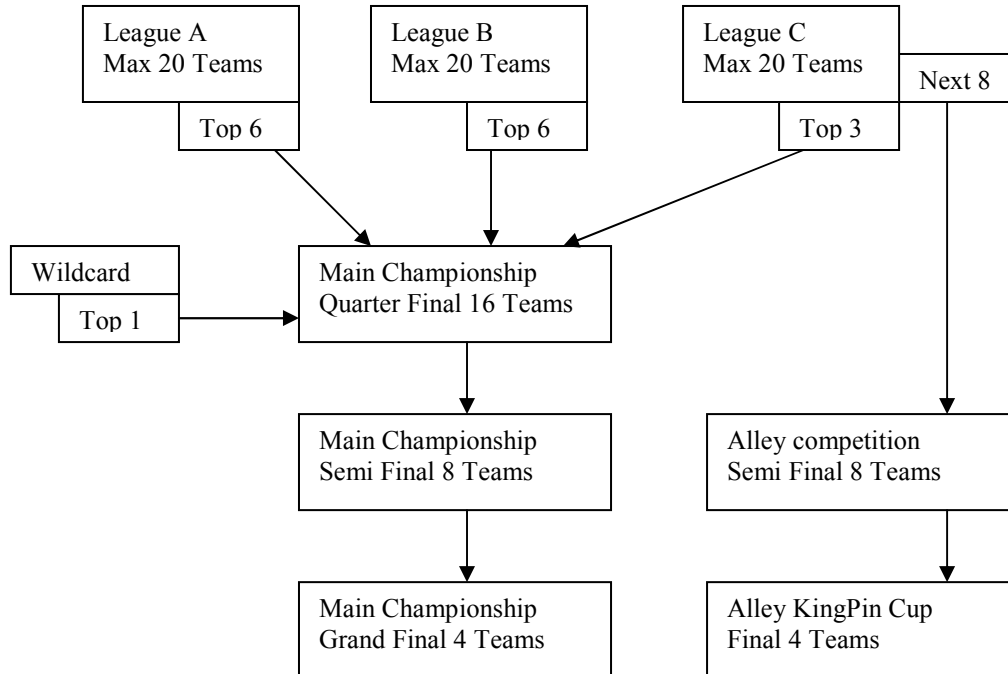 League A
Max 20 Teams
League B
Max 20 Teams
League C
Max 20 Teams
Next 8
Top 6
Top 6
Top 3
Wildcard
Top 1
Main Championship
Quarter Final 16 Teams
Main Championship
Semi Final 8 Teams
Alley competition
Semi Final 8 Teams
Main Championship
Grand Final 4 Teams
Alley KingPin Cup
Final 4 Teams